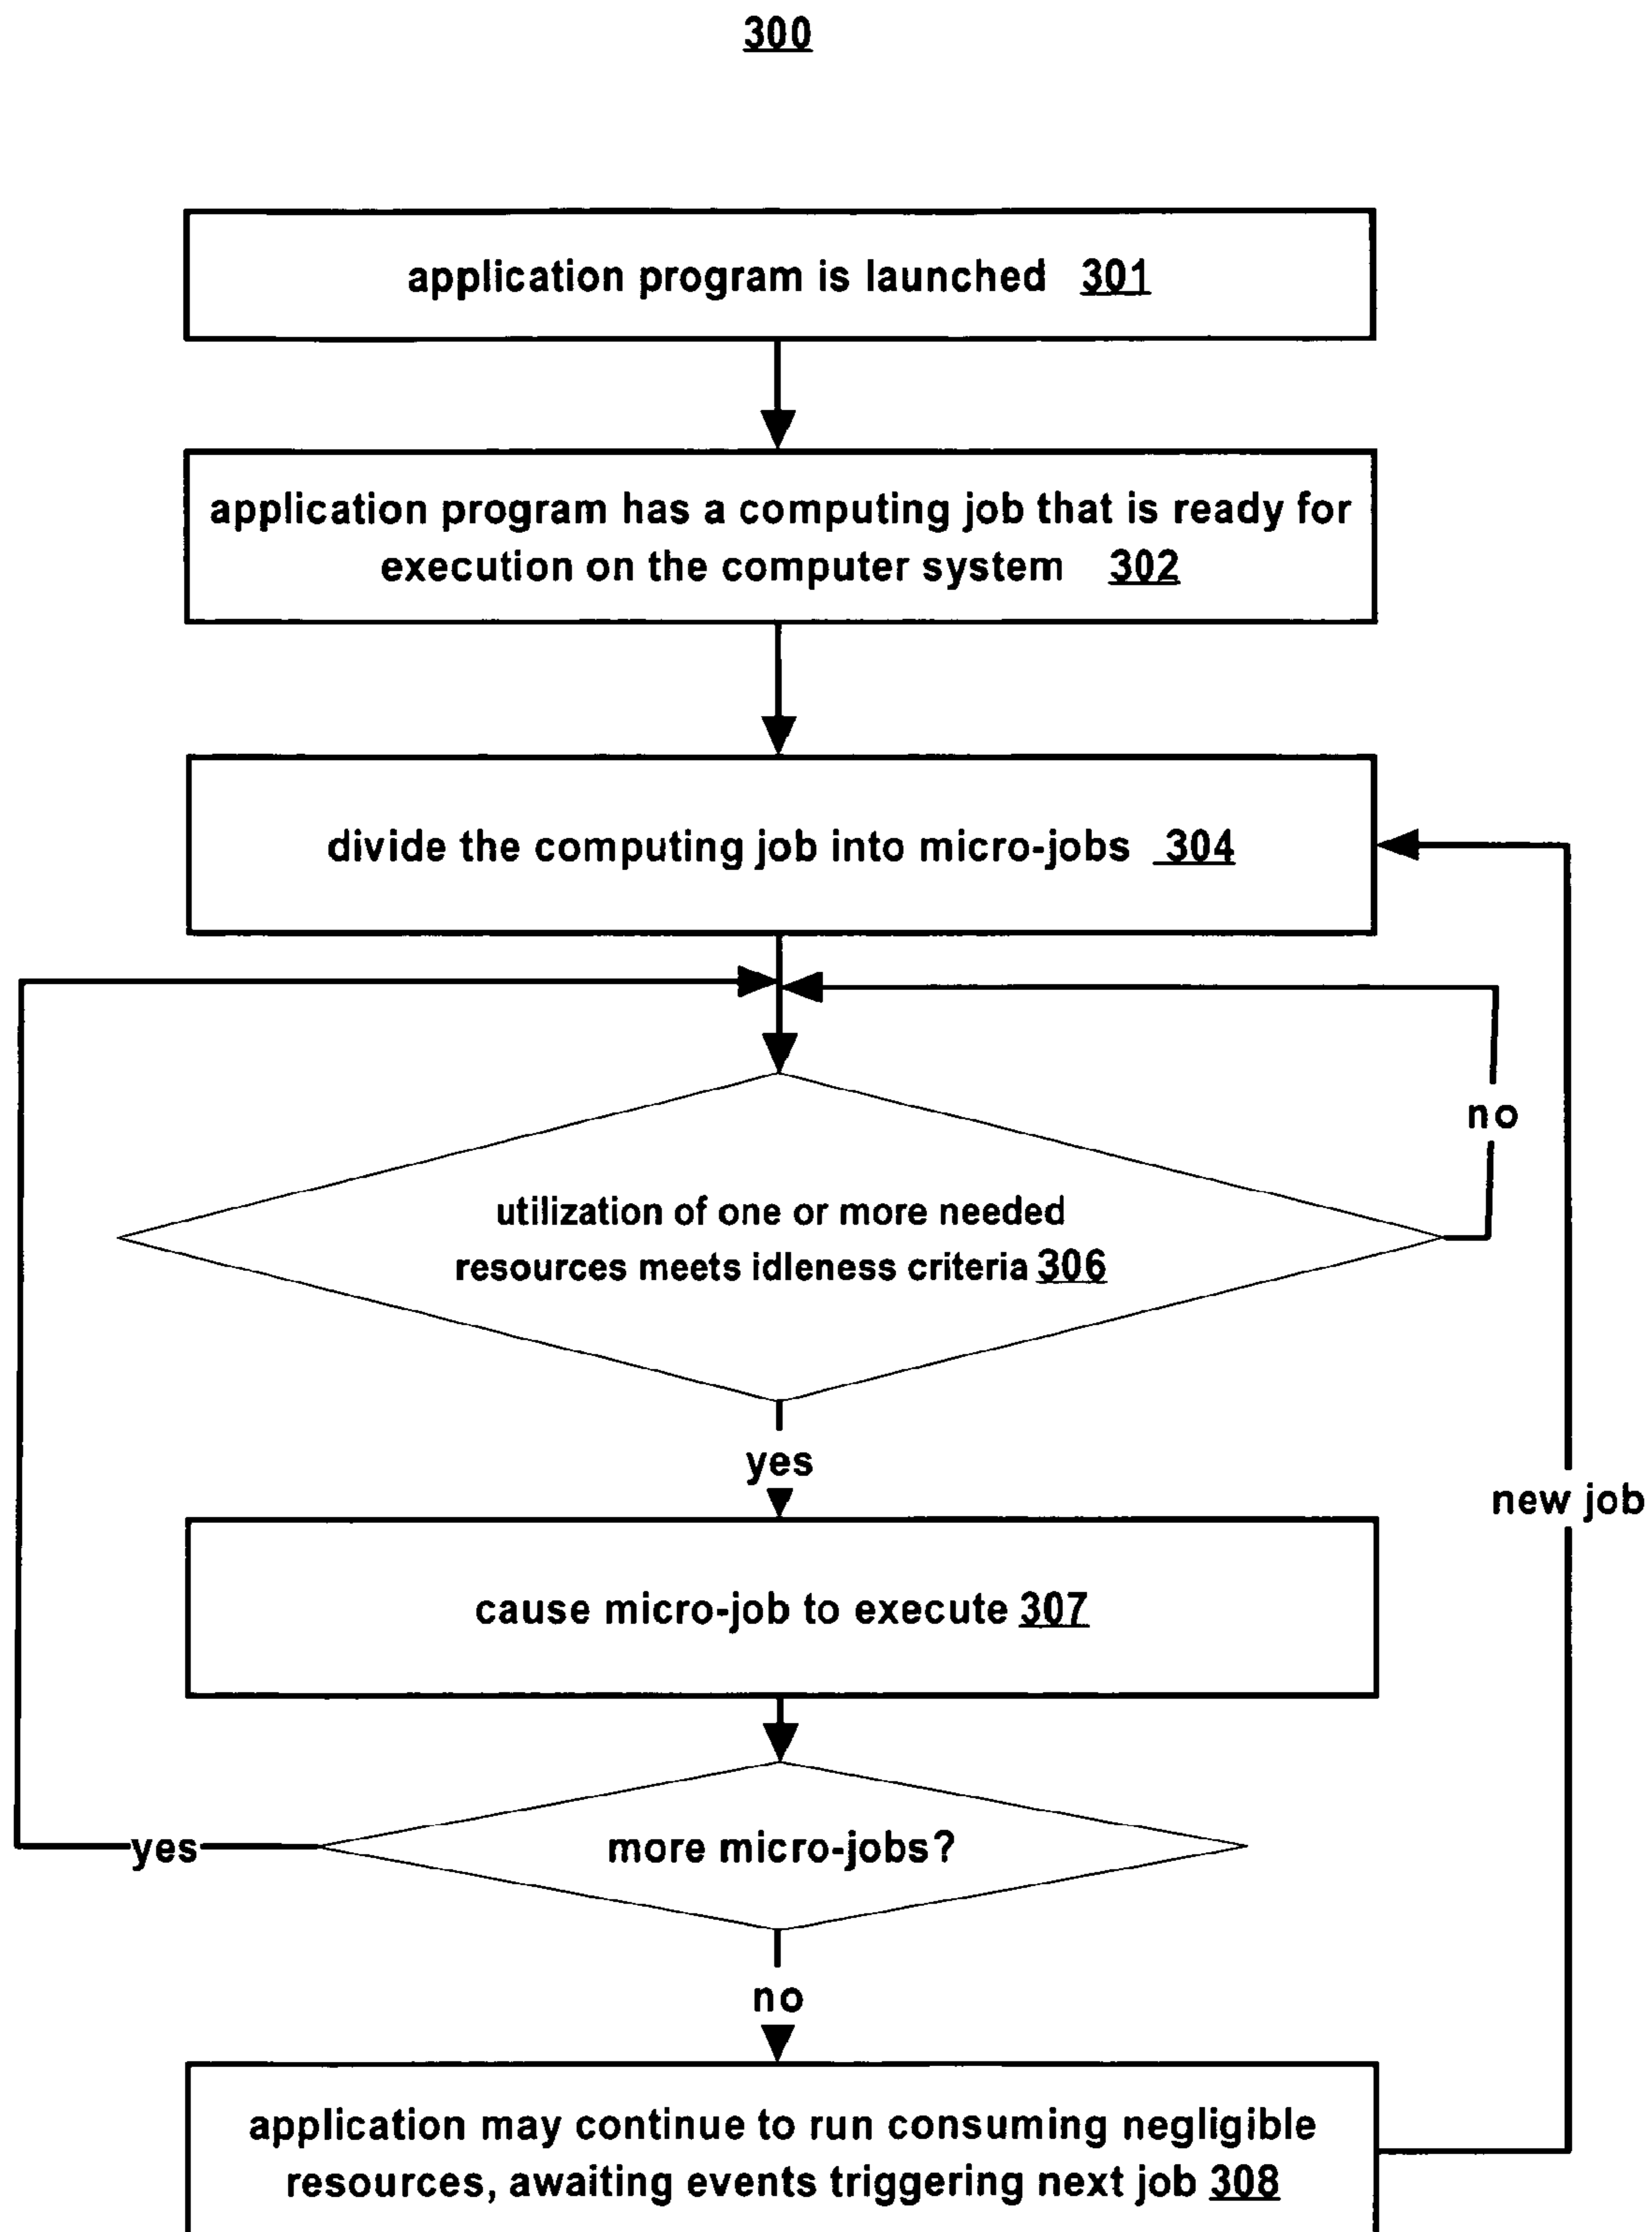 300
application program is launched 301
application program has a computing job that is ready for
execution on the computer system 302
divide the computing job into micro-jobs 304
no
utilization of one or more needed
resources meets idleness criteria 306
yes
new job
cause micro-job to execute 307
more micro-jobs?
yes
no
application may continue to run consuming negligible
resources, awaiting events triggering next job 308